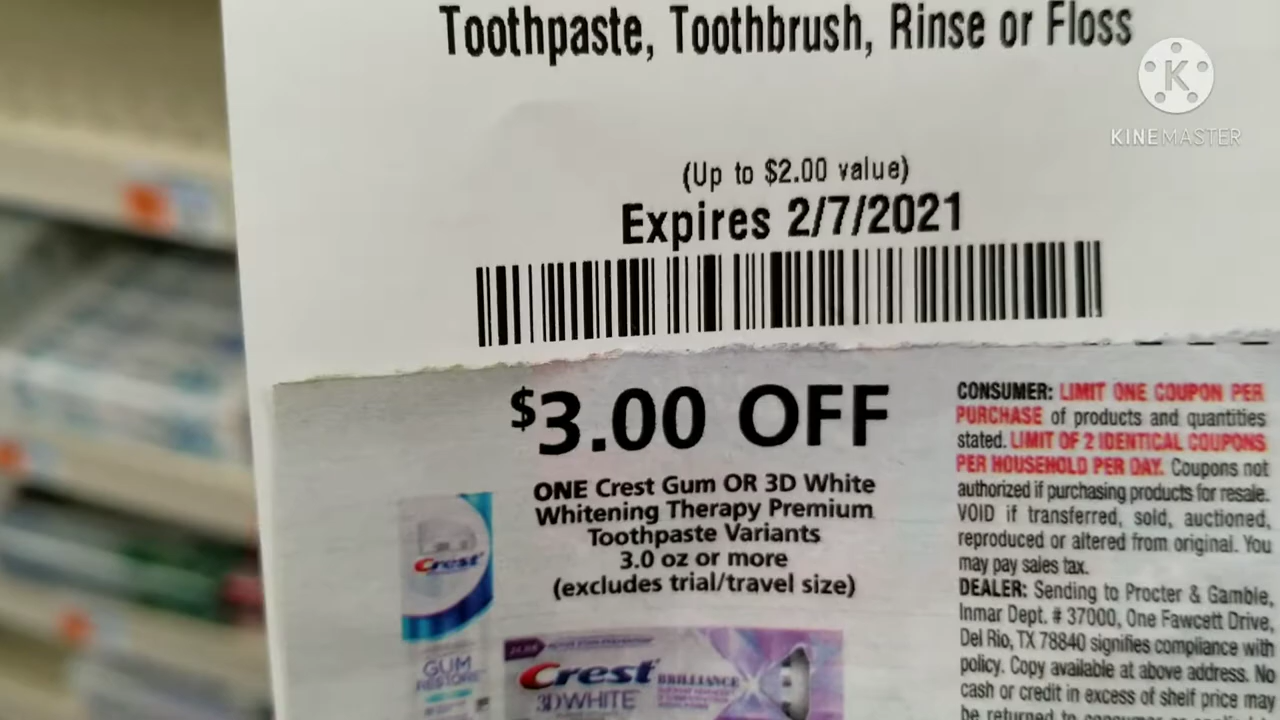 Toothpaste, Toothbrush, Rinse or Floss
K
KINEMASTER
(Up to $2.00 value)
Expires 2/7/2021
$3.00 OFF
ONE Crest Gum OR 3D White
Whitening Therapy Premium
Toothpaste Variants
3.0 oz or more
(excludes trial/travel size)
Crest
GUM
RESTORE
Crest
3DWHITE
BRILLIANCE
CONSUMER: LIMIT ONE COUPON PER
PURCHASE of products and quantities
stated. LIMIT OF 2 IDENTICAL COUPONS
PER HOUSEHOLD PER DAY. Coupons not
authorized if purchasing products for resale.
VOID if transferred, sold, auctioned,
reproduced or altered from original. You
may pay sales tax.
DEALER: Sending to Procter & Gamble,
Inmar Dept. # 37000, One Fawcett Drive,
Del Rio, TX 78840 signifies compliance with
policy. Copy available at above address. No
cash or credit in excess of shelf price may
be returned to